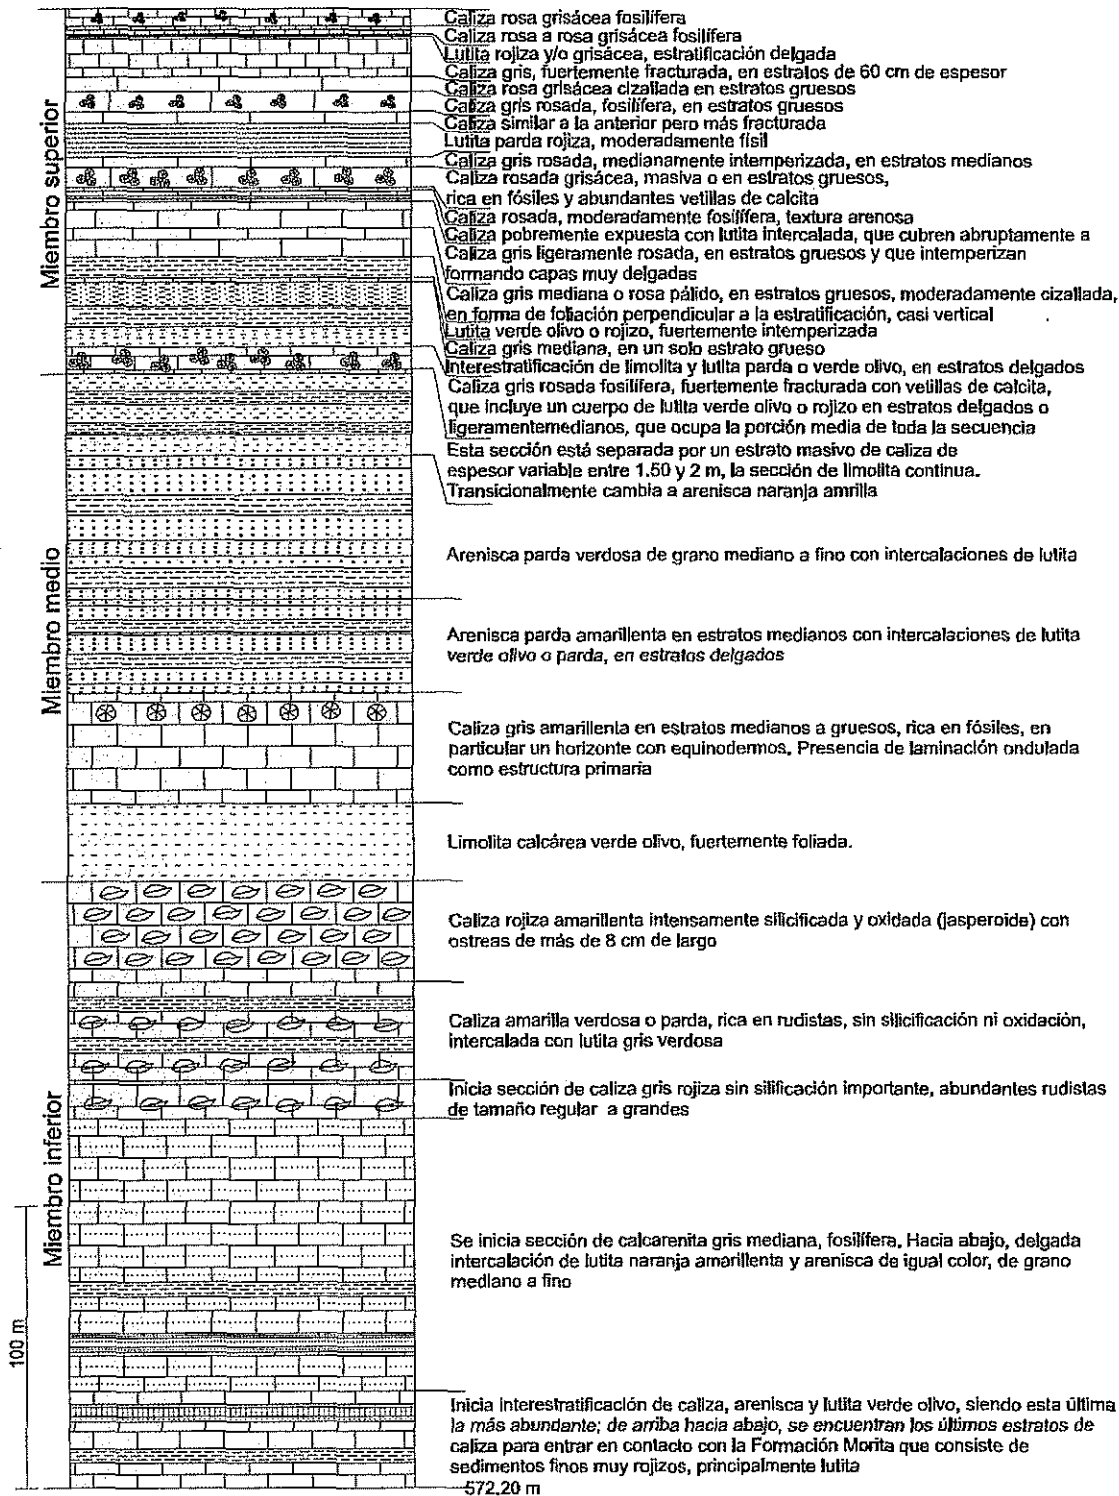 Caliza rosa grisácea fosilífera
Caliza rosa a rosa grisácea fosilífera
Lutita rojiza y/o grisácea, estratificación delgada
Caliza gris, fuertemente fracturada, en estratos de 60 cm de espesor
Caliza rosa grisácea cizallada en estratos gruesos
Caliza gris rosada, fosilífera, en estratos gruesos
Caliza similar a la anterior pero más fracturada
Lutita parda rojiza, moderadamente físil
Caliza gris rosada, medianamente intemperizada, en estratos medianos
Caliza rosada grisácea, masiva o en estratos gruesos,
rica en fósiles y abundantes vetillas de calcita
Caliza rosada, moderadamente fosilífera, textura arenosa
Caliza pobremente expuesta con lutita intercalada, que cubren abruptamente a
Caliza gris ligeramente rosada, en estratos gruesos y que intemperizan
formando capas muy delgadas
Caliza gris mediana o rosa pálido, en estratos gruesos, moderadamente cizallada,
en forma de foliación perpendicular a la estratificación, casi vertical
Lutita verde olivo o rojizo, fuertemente intemperizada
Caliza gris mediana, en un solo estrato grueso
Interestratificación de limolita y lutita parda o verde olivo, en estratos delgados
Caliza gris rosada fosilífera, fuertemente fracturada con vetillas de calcita,
que incluye un cuerpo de lutita verde olivo o rojizo en estratos delgados o
ligeramentemedianos, que ocupa la porción media de toda la secuencia
Esta sección está separada por un estrato masivo de caliza de
espesor variable entre 1.50 y 2 m, la sección de limolita continua.
Transicionalmente cambia a arenisca naranja amrilla
Arenisca parda verdosa de grano mediano a fino con intercalaciones de lutita
Arenisca parda amarillenta en estratos medianos con intercalaciones de lutita
verde olivo o parda, en estratos delgados
Caliza gris amarillenta en estratos medianos a gruesos, rica en fósiles, en
particular un horizonte con equinodermos. Presencia de laminación ondulada
como estructura primaria
Limolita calcárea verde olivo, fuertemente foliada.
Caliza rojiza amarillenta intensamente silicificada y oxidada (jasperoide) con
ostreas de más de 8 cm de largo
Caliza amarilla verdosa o parda, rica en rudistas, sin silicificación ni oxidación,
intercalada con lutita gris verdosa
Inicia sección de caliza gris rojiza sin silificación importante, abundantes rudistas
de tamaño regular a grandes
Se inicia sección de calcarenita gris mediana, fosilífera. Hacia abajo, delgada
intercalación de lutita naranja amarillenta y arenisca de igual color, de grano
mediano a fino
Inicia interestratificación de caliza, arenisca y lutita verde olivo, siendo esta última
la más abundante; de arriba hacia abajo, se encuentran los últimos estratos de
caliza para entrar en contacto con la Formación Morita que consiste de
sedimentos finos muy rojizos, principalmente lutita
572.20 m
Miembro superior
Miembro medio
Miembro inferior
100 m